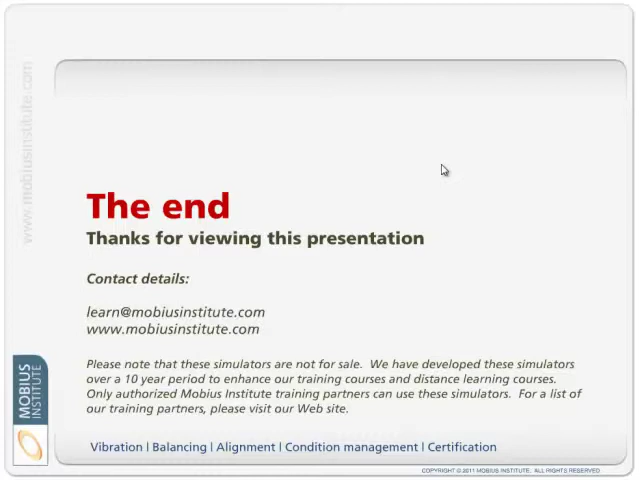 www.mobiusinstitute.com
The end
Thanks for viewing this presentation
Contact details:
learn@mobiusinstitute.com
www.mobiusinstitute.com
Please note that these simulators are not for sale.  We have developed these simulators
over a 10 year period to enhance our training courses and distance learning courses.
Only authorized Mobius Institute training partners can use these simulators.  For a list of
our training partners, please visit our Web site.
MOBIUS
INSTITUTE
Vibration | Balancing | Alignment | Condition management | Certification
COPYRIGHT © 2011 MOBIUS INSTITUTE.  ALL RIGHTS RESERVED